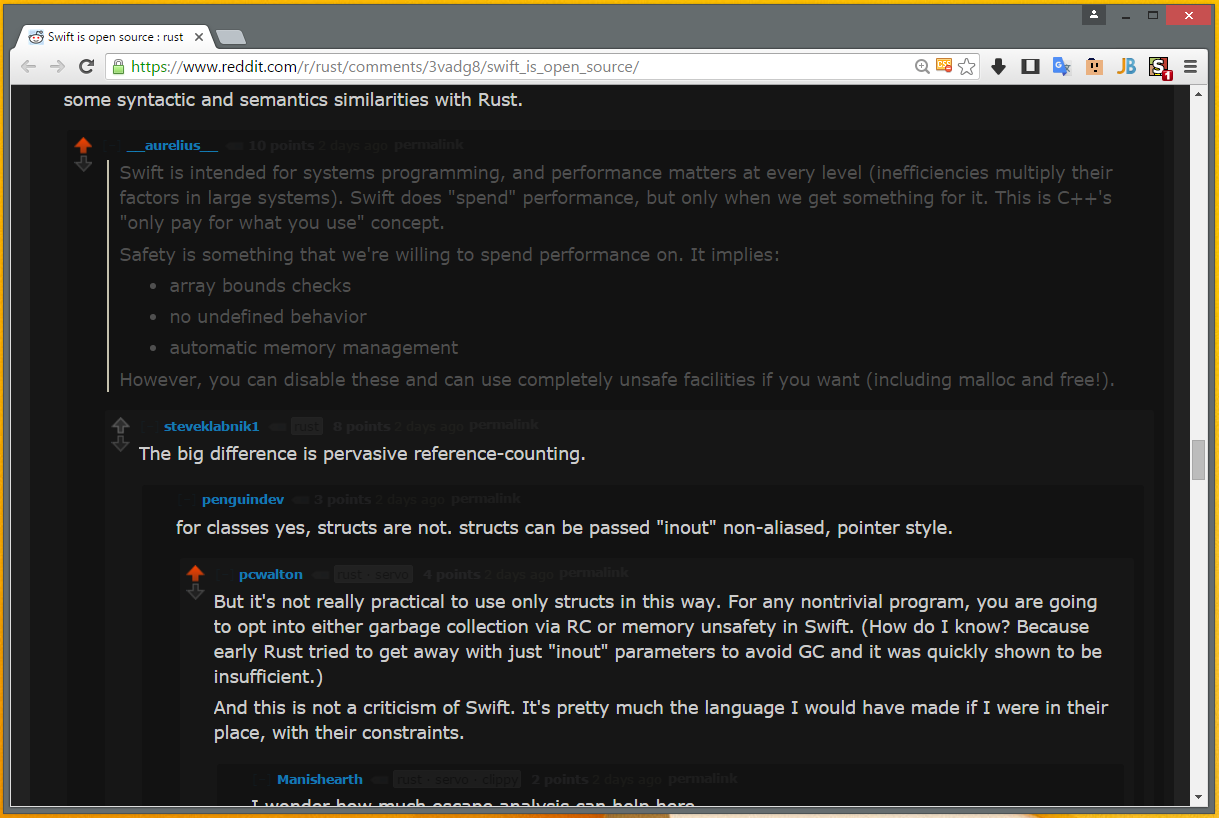 Swift is open source : rust
https://www.reddit.com/r/rust/comments/3vadg8/swift_is_open_source/
JB
S
1
some syntactic and semantics similarities with Rust.
__aurelius__ 10 points 2 days ago permalink
Swift is intended for systems programming, and performance matters at every level (inefficiencies multiply their
factors in large systems). Swift does "spend" performance, but only when we get something for it. This is C++'s
"only pay for what you use" concept.
Safety is something that we're willing to spend performance on. It implies:
• array bounds checks
• no undefined behavior
• automatic memory management
However, you can disable these and can use completely unsafe facilities if you want (including malloc and free!).
steveklabnik1 rust 8 points 2 days ago permalink
The big difference is pervasive reference-counting.
penguindev 3 points 2 days ago permalink
for classes yes, structs are not. structs can be passed "inout" non-aliased, pointer style.
pcwalton rust · servo 4 points 2 days ago permalink
But it's not really practical to use only structs in this way. For any nontrivial program, you are going
to opt into either garbage collection via RC or memory unsafety in Swift. (How do I know? Because
early Rust tried to get away with just "inout" parameters to avoid GC and it was quickly shown to be
insufficient.)
And this is not a criticism of Swift. It's pretty much the language I would have made if I were in their
place, with their constraints.
Manishearth rust · servo · clippy 2 points 2 days ago permalink
I wonder how much escape analysis can help here